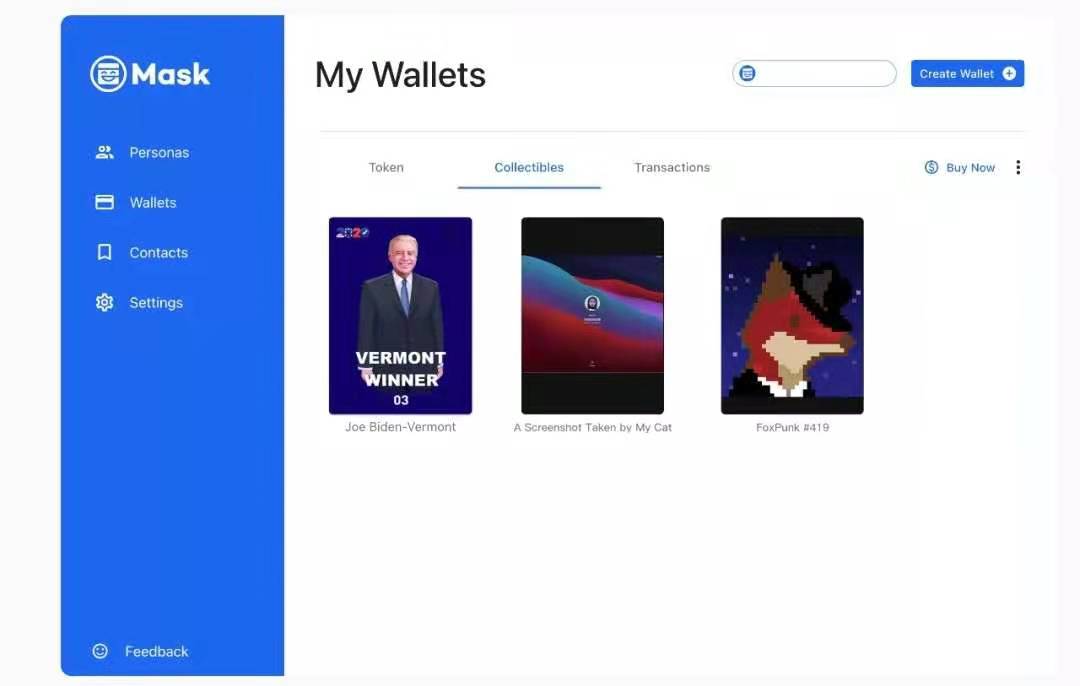 Mask
My Wallets
Create Wallet
Personas
Wallets
Contacts
Settings
Token
Collectibles
Transactions
Buy Now
2020
VERMONT
WINNER
03
Joe Biden-Vermont
A Screenshot Taken by My Cat
FoxPunk #419
Feedback